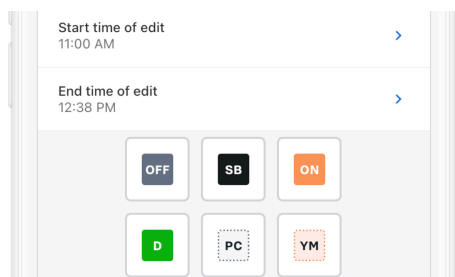 Start time of edit
11:00 AM
End time of edit
12:38 PM
OFF SB ON
D PC YM